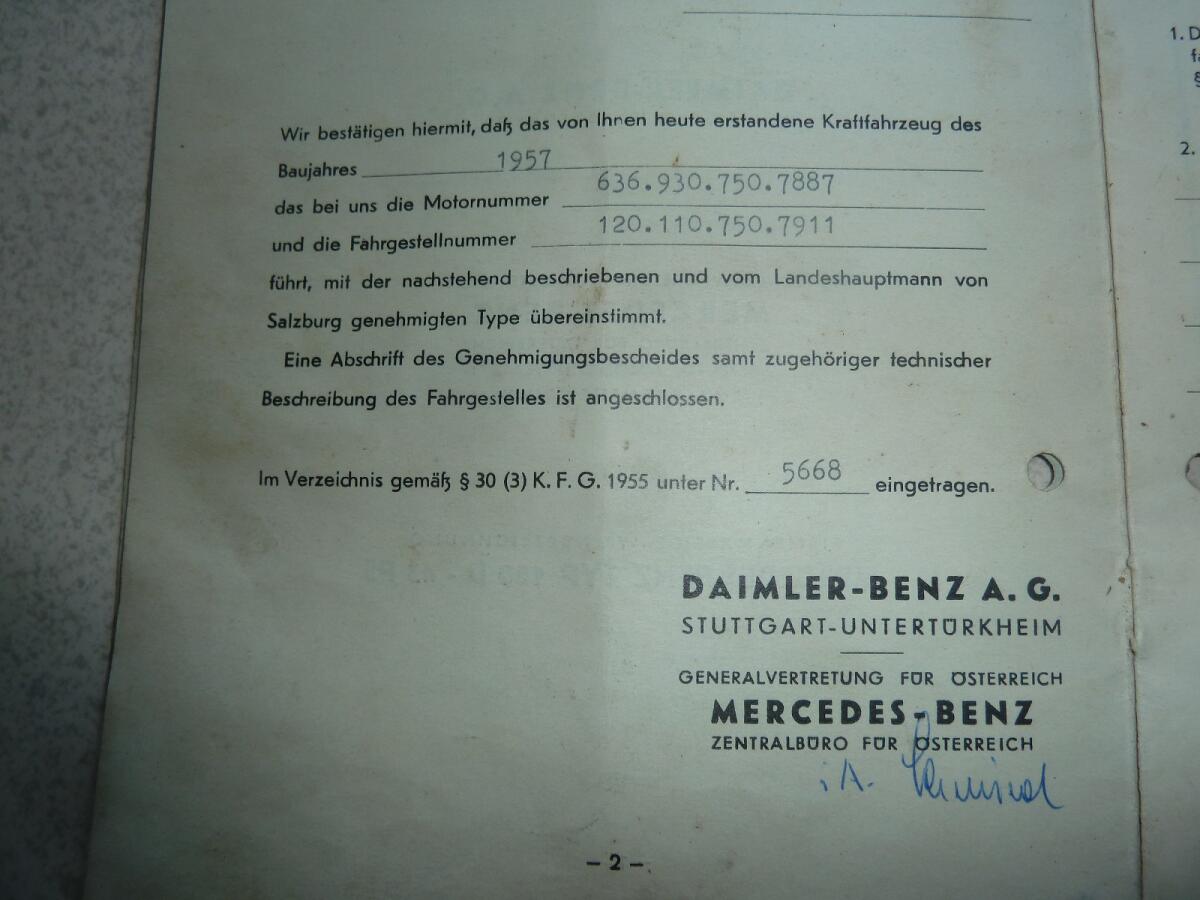 Wir bestätigen hiermit, daß das von Ihnen heute erstandene Kraftfahrzeug des
Baujahres 1957
das bei uns die Motornummer 636.930.750.7887
und die Fahrgestellnummer 120.110.750.7911
führt, mit der nachstehend beschriebenen und vom Landeshauptmann von
Salzburg genehmigten Type übereinstimmt.
Eine Abschrift des Genehmigungsbescheides samt zugehöriger technischer
Beschreibung des Fahrgestelles ist angeschlossen.
Im Verzeichnis gemäß § 30 (3) K. F. G. 1955 unter Nr. 5668 eingetragen.
DAIMLER-BENZ A. G.
STUTTGART-UNTERTÜRKHEIM
GENERALVERTRETUNG FÜR ÖSTERREICH
MERCEDES-BENZ
ZENTRALBÜRO FÜR ÖSTERREICH
i.A.
– 2 –
1. D
2.